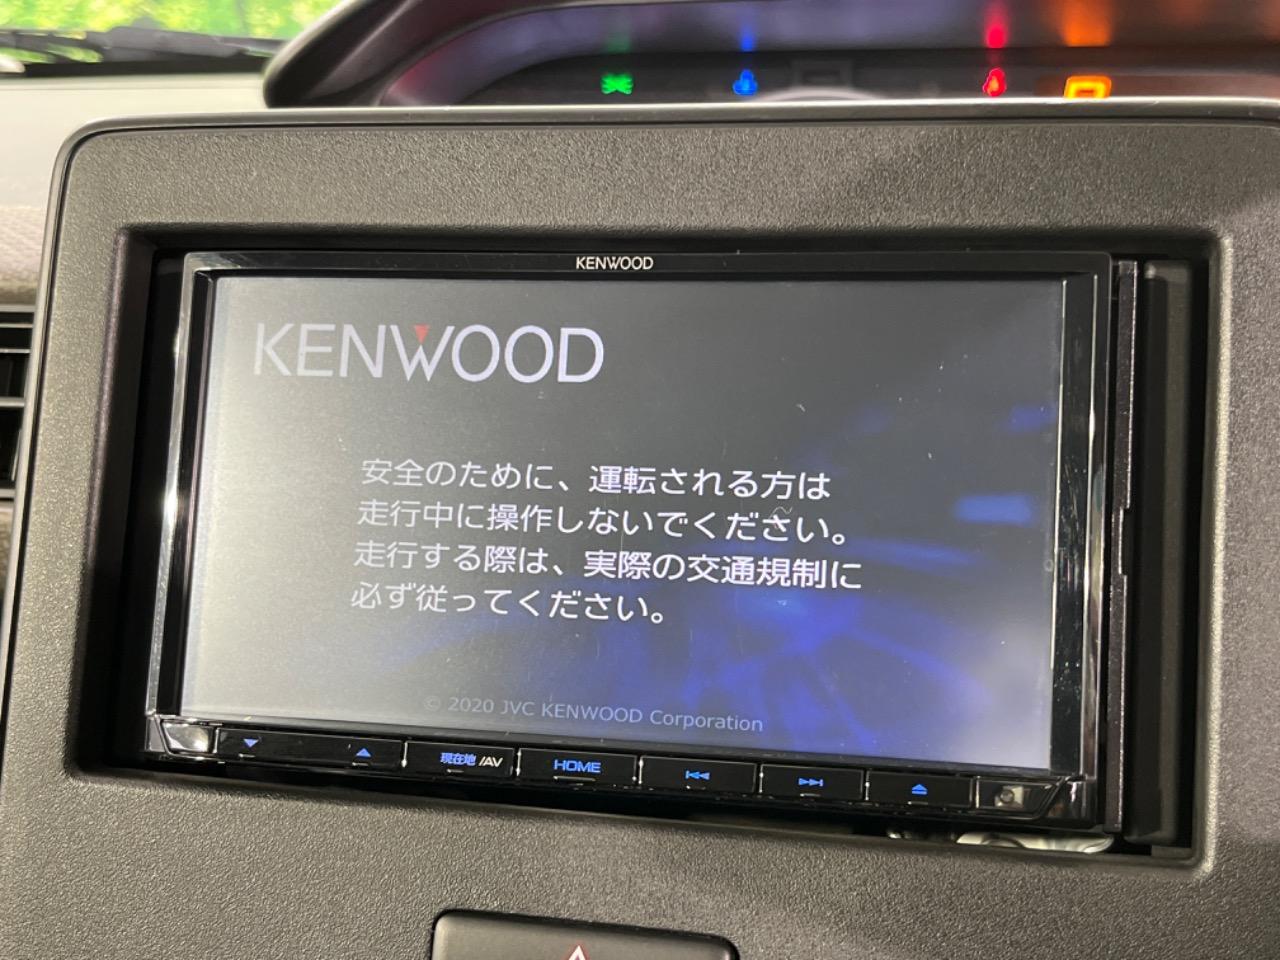 KENWOOD
KENWOOD
安全のために、運転される方は
走行中に操作しないでください。
走行する際は、実際の交通規制に
必ず従ってください。
© 2020 JVC KENWOOD Corporation
現在地 /AV
HOME